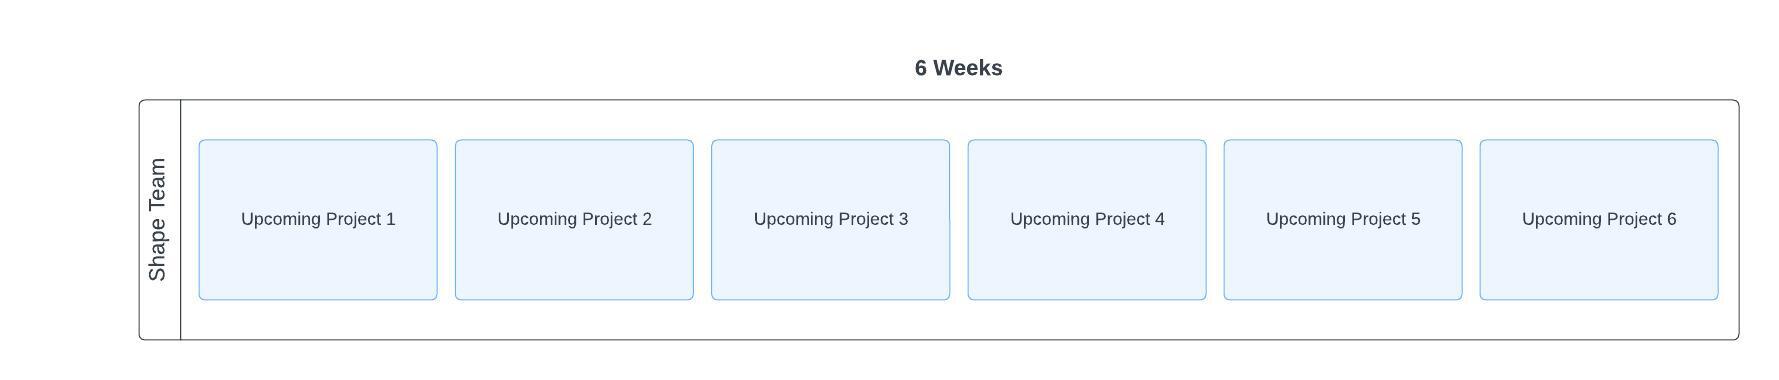 6 Weeks
Shape Team
Upcoming Project 1
Upcoming Project 2
Upcoming Project 3
Upcoming Project 4
Upcoming Project 5
Upcoming Project 6